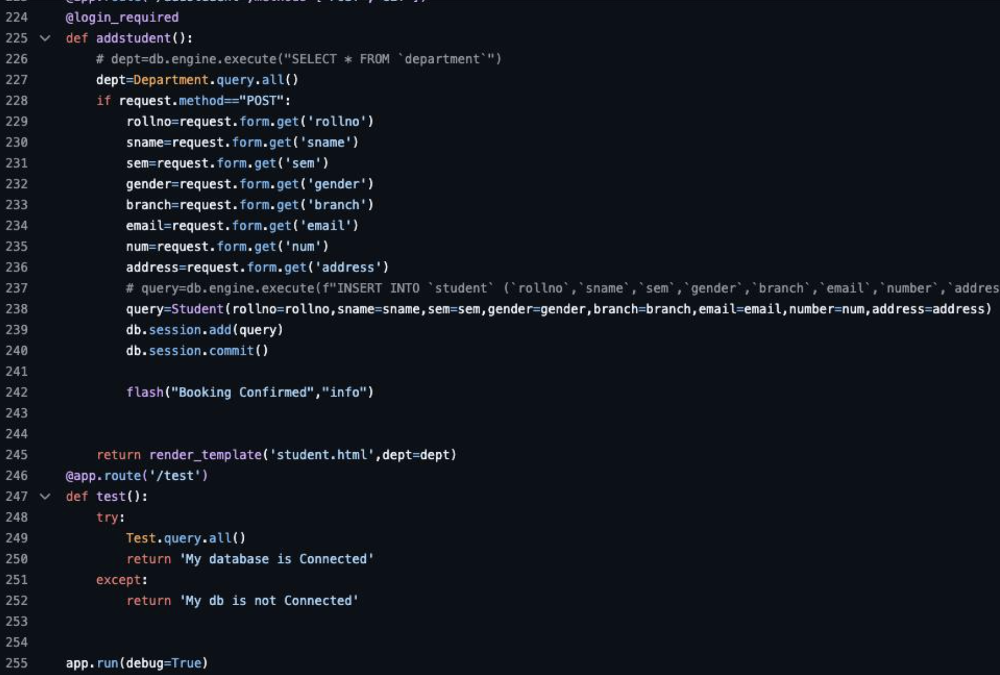 224 @login_required
225 def addstudent():
226 # dept=db.engine.execute("SELECT * FROM `department`")
227 dept=Department.query.all()
228 if request.method=="POST":
229 rollno=request.form.get('rollno')
230 sname=request.form.get('sname')
231 sem=request.form.get('sem')
232 gender=request.form.get('gender')
233 branch=request.form.get('branch')
234 email=request.form.get('email')
235 num=request.form.get('num')
236 address=request.form.get('address')
237 # query=db.engine.execute(f"INSERT INTO `student` (`rollno`,`sname`,`sem`,`gender`,`branch`,`email`,`number`,`addres
238 query=Student(rollno=rollno,sname=sname,sem=sem,gender=gender,branch=branch,email=email,number=num,address=address)
239 db.session.add(query)
240 db.session.commit()
241
242 flash("Booking Confirmed","info")
243
244
245 return render_template('student.html',dept=dept)
246 @app.route('/test')
247 def test():
248 try:
249 Test.query.all()
250 return 'My database is Connected'
251 except:
252 return 'My db is not Connected'
253
254
255 app.run(debug=True)